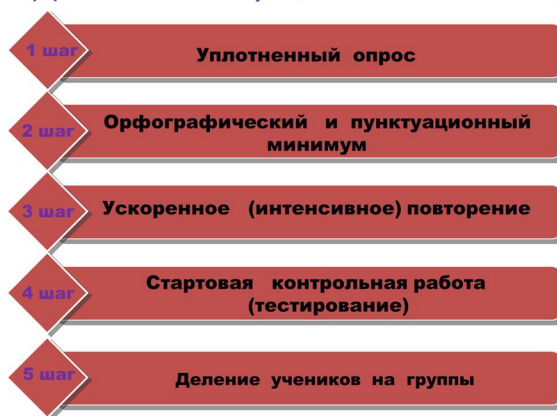 1 шаг
Уплотненный опрос
2 шаг
Орфографический и пунктуационный
минимум
3 шаг
Ускоренное (интенсивное) повторение
4 шаг
Стартовая контрольная работа
(тестирование)
5 шаг
Деление учеников на группы